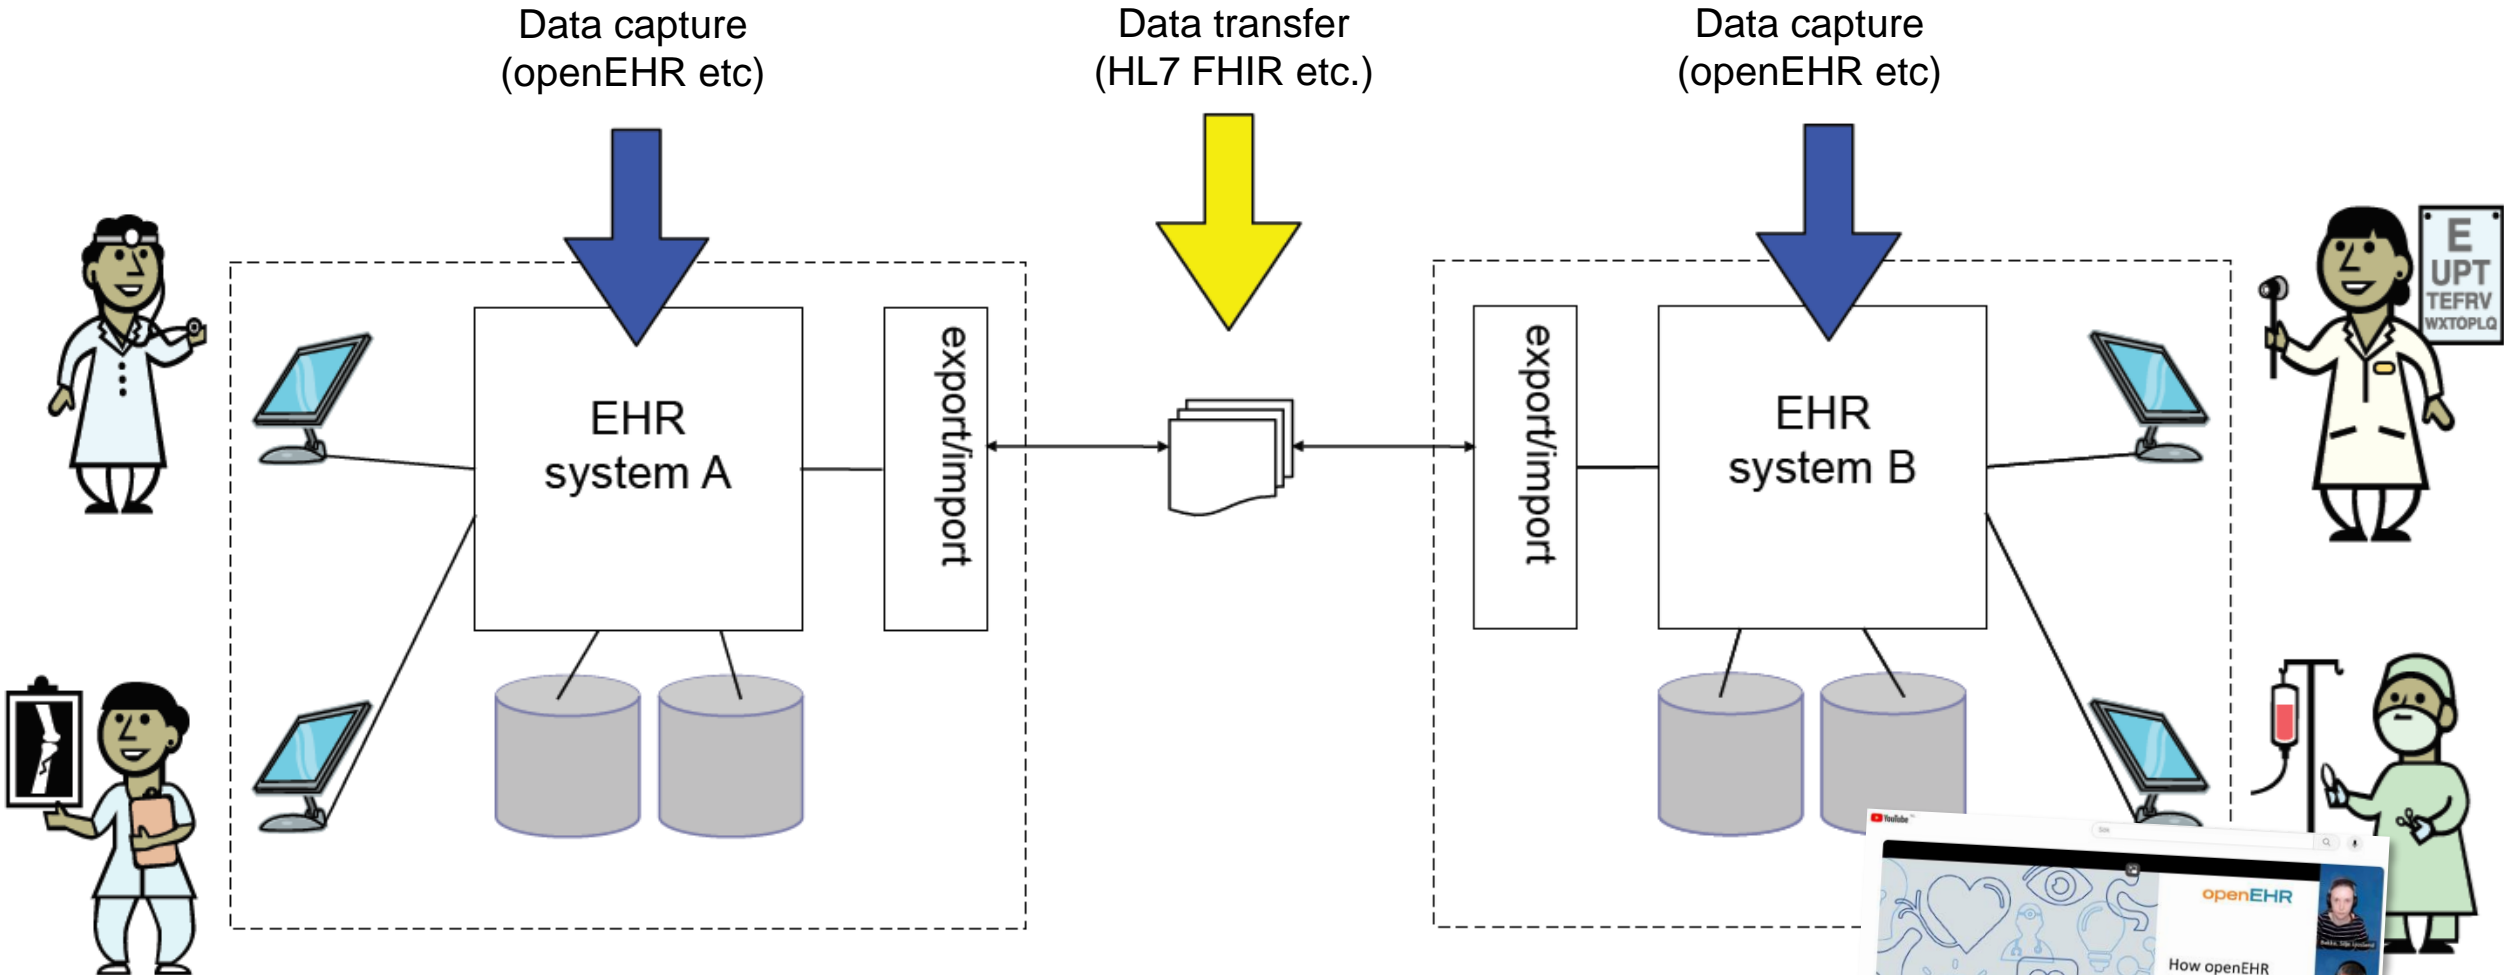 Data capture
(openEHR etc)
Data transfer
(HL7 FHIR etc.)
Data capture
(openEHR etc)
E
UPT
TEFRV
WXTOPLQ
EHR
system A
export/import
export/import
EHR
system B
YouTube
openEHR
How openEHR